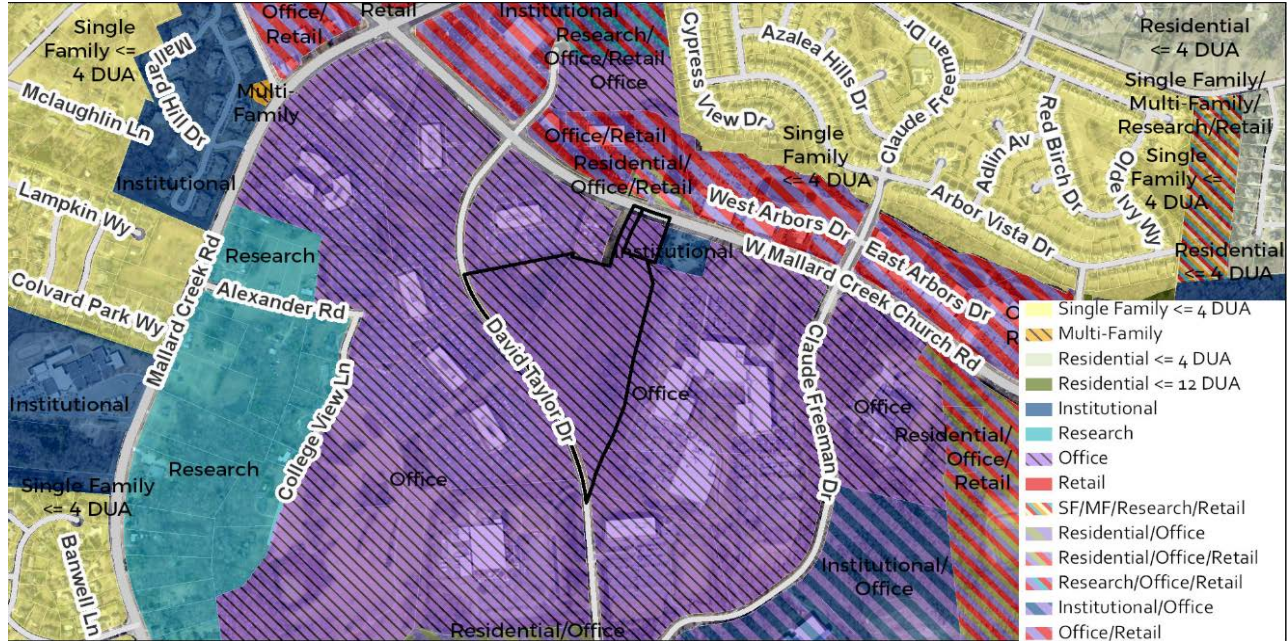 Office/
Retail
Retail
Institutional
Research/
Office/Retail
Office
Single
Family
<= 4 DUA
Mallard Hill Dr
Mclaughlin Ln
Multi-
Family
Institutional
Lampkin Wy
Colvard Park Wy
Mallard Creek Rd
Research
Alexander Rd
Institutional
Research
College View Ln
Single Family
<= 4 DUA
Banwell Ln
Office
David Taylor Dr
Office/Retail
Residential/
Office/Retail
Institutional
Cypress View Dr
Azalea Hills Dr
Claude Freeman Dr
Single
Family
<= 4 DUA
Residential
<= 4 DUA
Single Family/
Multi-Family/
Research/Retail
Single
Family <=
4 DUA
Red Birch Dr
Adlin Av
Ople Ivy Wy
Arbor Vista Dr
Residential
<= 4 DUA
West Arbors Dr
East Arbors Dr
W Mallard Creek Church Rd
Office
Claude Freeman Dr
Office
Residential/
Office/
Retail
Institutional/
Office
Residential/Office
O
R
Single Family <= 4 DUA
Multi-Family
Residential <= 4 DUA
Residential <= 12 DUA
Institutional
Research
Office
Retail
SF/MF/Research/Retail
Residential/Office
Residential/Office/Retail
Research/Office/Retail
Institutional/Office
Office/Retail